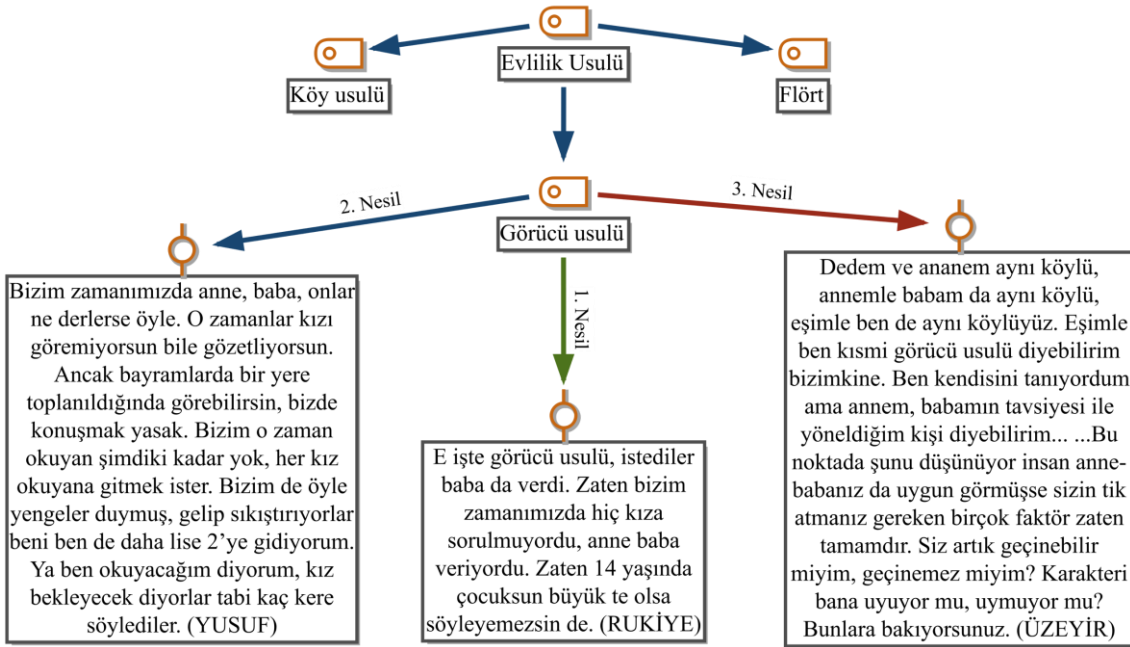 Evlilik Usulü
Köy usulü
Flört
Görücü usulü
2. Nesil
1. Nesil
3. Nesil
Bizim zamanımızda anne, baba, onlar
ne derlerse öyle. O zamanlar kızı
göremiyorsun bile gözetliyorsun.
Ancak bayramlarda bir yere
toplanıldığında görebilirsin, bizde
konuşmak yasak. Bizim o zaman
okuyan şimdiki kadar yok, her kız
okuyana gitmek ister. Bizim de öyle
yengeler duymuş, gelip sıkıştırıyorlar
beni ben de daha lise 2’ye gidiyorum.
Ya ben okuyacağım diyorum, kız
bekleyecek diyorlar tabi kaç kere
söylediler. (YUSUF)
E işte görücü usulü, istediler
baba da verdi. Zaten bizim
zamanımızda hiç kıza
sorulmuyordu, anne baba
veriyordu. Zaten 14 yaşında
çocuksun büyük te olsa
söyleyemezsin de. (RUKİYE)
Dedem ve ananem aynı köylü,
annemle babam da aynı köylü,
eşimle ben de aynı köylüyüz. Eşimle
ben kısmi görücü usulü diyebilirim
bizimkine. Ben kendisini tanıyordum
ama annem, babamın tavsiyesi ile
yöneldiğim kişi diyebilirim... ...Bu
noktada şunu düşünüyor insan anne-
babanız da uygun görmüşse sizin tik
atmanız gereken birçok faktör zaten
tamamdır. Siz artık geçinebilir
miyim, geçinemez miyim? Karakteri
bana uyuyor mu, uymuyor mu?
Bunlara bakıyorsunuz. (ÜZEYİR)